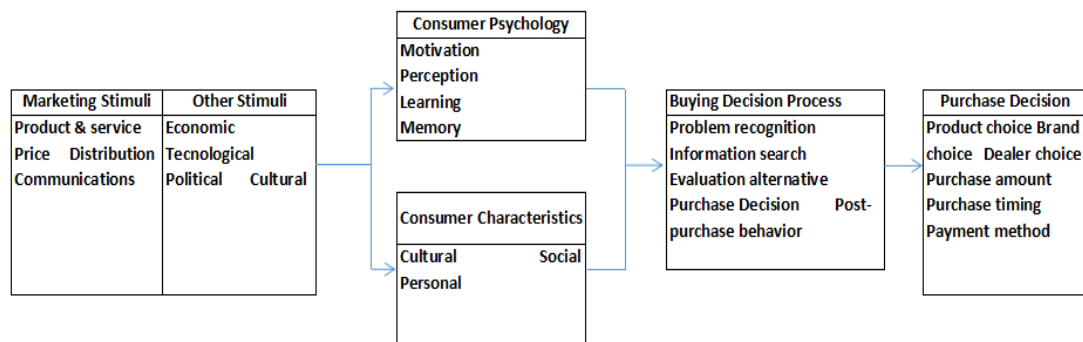 Marketing Stimuli
Product & service
Price Distribution
Communications
Other Stimuli
Economic
Tecnological
Political Cultural
Consumer Psychology
Motivation
Perception
Learning
Memory
Consumer Characteristics
Cultural Social
Personal
Buying Decision Process
Problem recognition
Information search
Evaluation alternative
Purchase Decision Post-
purchase behavior
Purchase Decision
Product choice Brand
choice Dealer choice
Purchase amount
Purchase timing
Payment method